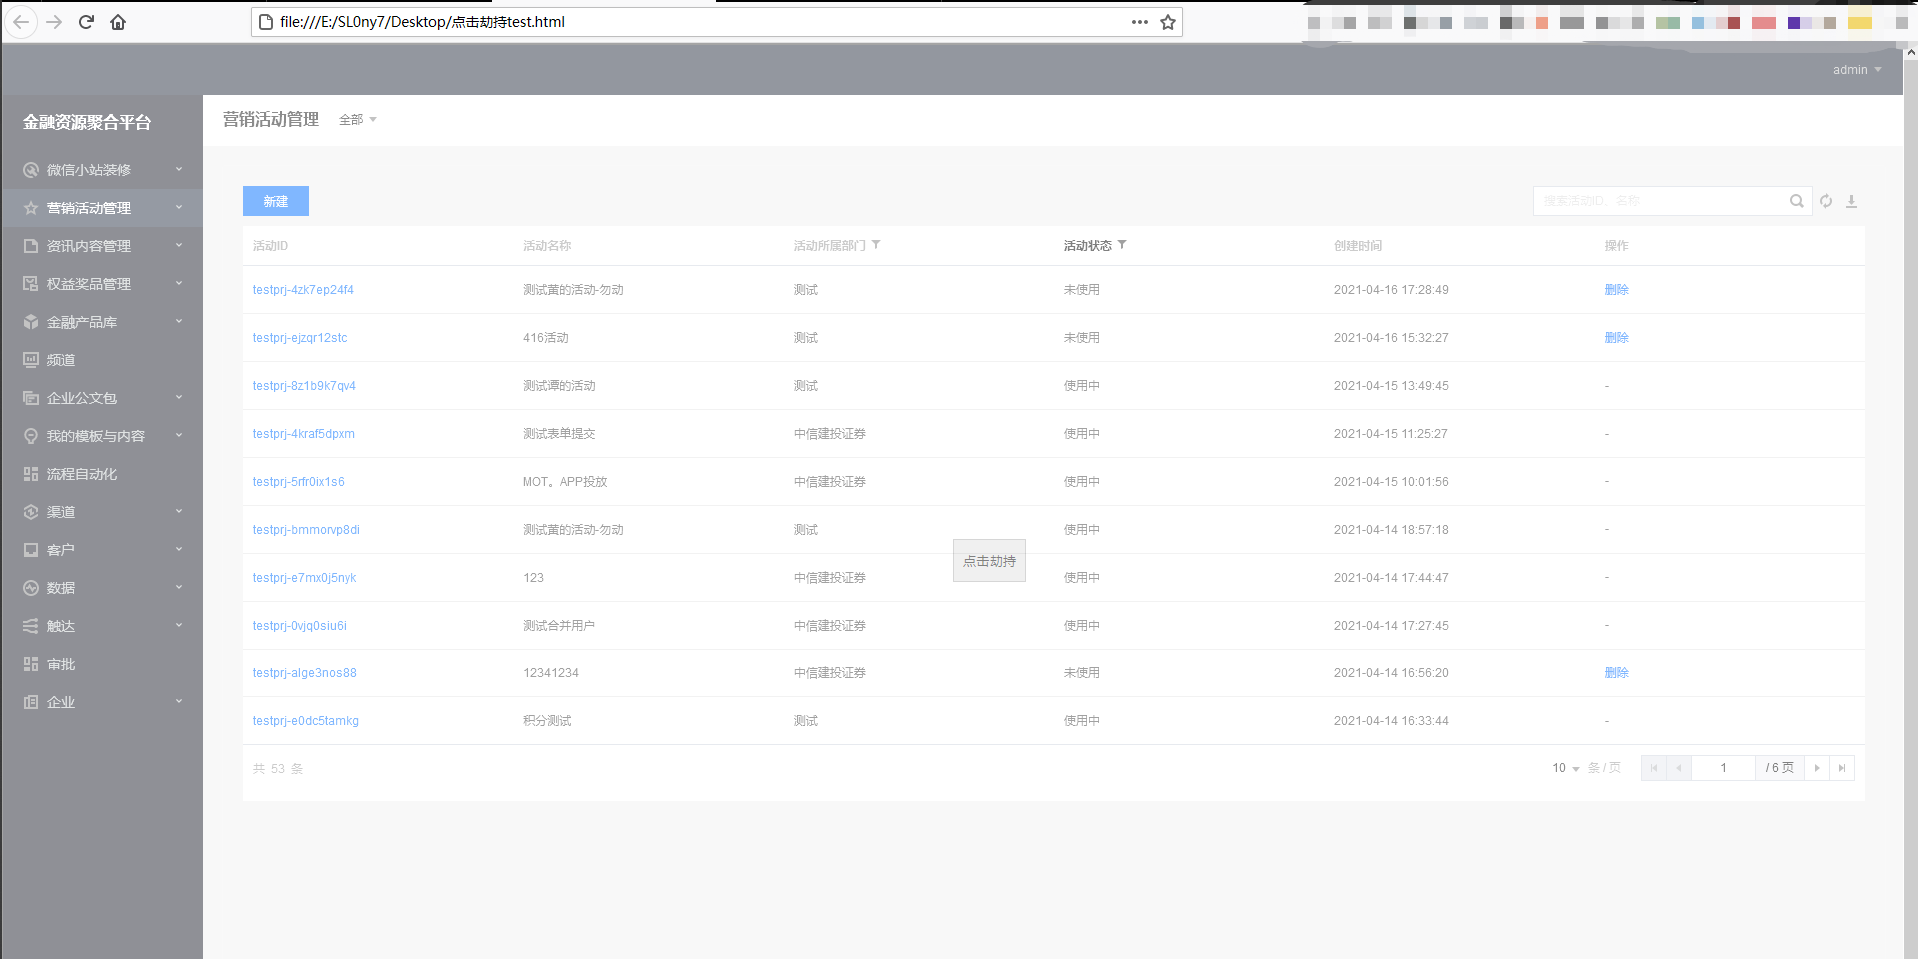 file:///E:/SL0ny7/Desktop/点击劫持test.html
admin
金融资源聚合平台
营销活动管理 全部
微信小站装修
营销活动管理
资讯内容管理
权益奖品管理
金融产品库
频道
企业公文包
我的模板与内容
流程自动化
渠道
客户
数据
触达
审批
企业
新建
搜索活动ID、名称
活动ID 活动名称 活动所属部门 活动状态 创建时间 操作
testprj-4zk7ep24f4 测试黄的活动-勿动 测试 未使用 2021-04-16 17:28:49 删除
testprj-ejzqr12stc 416活动 测试 未使用 2021-04-16 15:32:27 删除
testprj-8z1b9k7qv4 测试谭的活动 测试 使用中 2021-04-15 13:49:45 -
testprj-4kraf5dpxm 测试表单提交 中信建投证券 使用中 2021-04-15 11:25:27 -
testprj-5rfr0ix1s6 MOT。APP投放 中信建投证券 使用中 2021-04-15 10:01:56 -
testprj-bmmorvp8di 测试黄的活动-勿动 测试 使用中 2021-04-14 18:57:18 -
点击劫持
testprj-e7mx0j5nyk 123 中信建投证券 使用中 2021-04-14 17:44:47 -
testprj-0vjq0siu6i 测试合并用户 中信建投证券 使用中 2021-04-14 17:27:45 -
testprj-alge3nos88 12341234 中信建投证券 未使用 2021-04-14 16:56:20 删除
testprj-e0dc5tamkg 积分测试 测试 使用中 2021-04-14 16:33:44 -
共 53 条 10 条/页 1 / 6 页